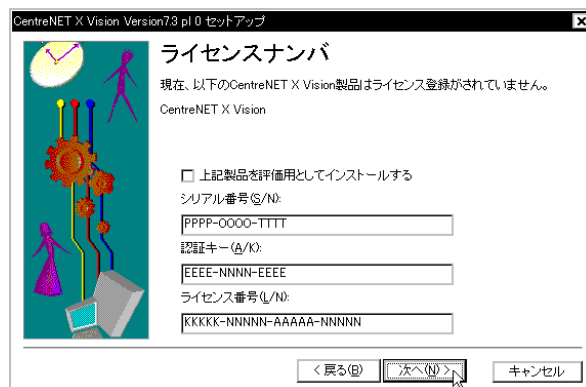 CentreNET X Vision Version7.3 pl 0 セットアップ
ライセンスナンバ
現在、以下のCentreNET X Vision製品はライセンス登録がされていません。
CentreNET X Vision
上記製品を評価用としてインストールする
シリアル番号(S/N):
PPPP-OOOO-TTTT
認証キー(A/K):
EEEE-NNNN-EEEE
ライセンス番号(L/N):
KKKKK-NNNNN-AAAAA-NNNNN
< 戻る(B) 次へ(N) > キャンセル